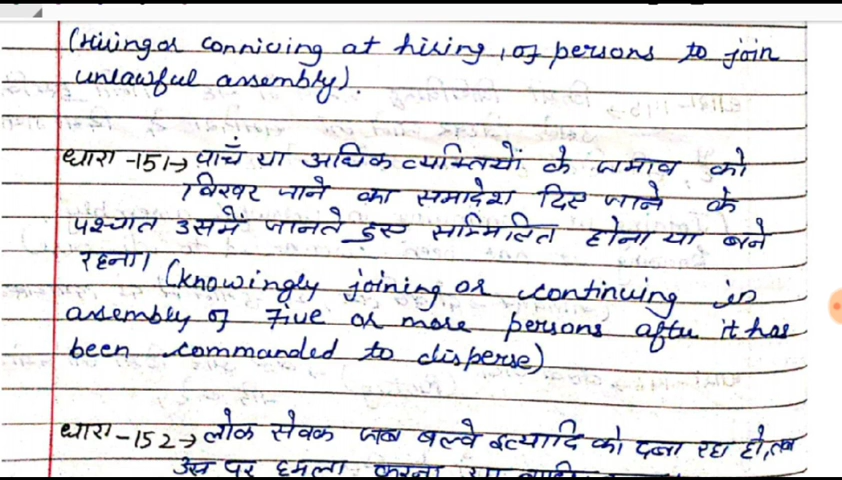 (Hiring or conniving at hiring, of persons to join
unlawful assembly).
धारा -151→ पाचँ या अधिक व्यक्तियों के जमाव को
बिखर जाने का समादेश दिए जाने के
पश्चात उसमें जानते हुए सम्मिलित होना या बने
रहना। (knowingly joining or continuing in
assembly of Five or more persons after it has
been commanded to disperse)
धारा -152→ लोक सेवक जब बल्वे इत्यादि को दबा रहा हो, तब
उस पर हमला करना या